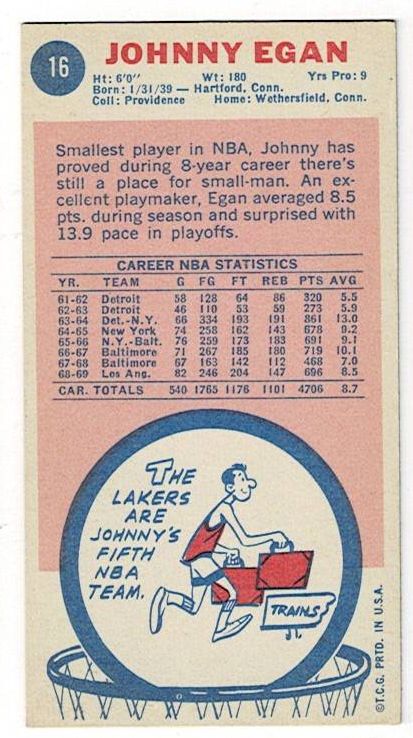 16
JOHNNY EGAN
Ht: 6'0" Wt: 180 Yrs Pro: 9
Born: 1/31/39 — Hartford, Conn.
Coll: Providence Home: Wethersfield, Conn.
Smallest player in NBA, Johnny has
proved during 8-year career there's
still a place for small-man. An ex-
cellent playmaker, Egan averaged 8.5
pts. during season and surprised with
13.9 pace in playoffs.
CAREER NBA STATISTICS
YR. TEAM G FG FT REB PTS AVG
61-62 Detroit 58 128 64 86 320 5.5
62-63 Detroit 46 110 53 59 273 5.9
63-64 Det.-N.Y. 66 334 193 191 861 13.0
64-65 New York 74 258 162 143 678 9.2
65-66 N.Y.-Balt. 76 259 173 183 691 9.1
66-67 Baltimore 71 267 185 180 719 10.1
67-68 Baltimore 67 163 142 112 468 7.0
68-69 Los Ang. 82 246 204 147 696 8.5
CAR. TOTALS 540 1765 1176 1101 4706 8.7
THE
LAKERS
ARE
JOHNNY'S
FIFTH
NBA
TEAM.
TRAINS
©T.C.G. PRTD. IN U.S.A.